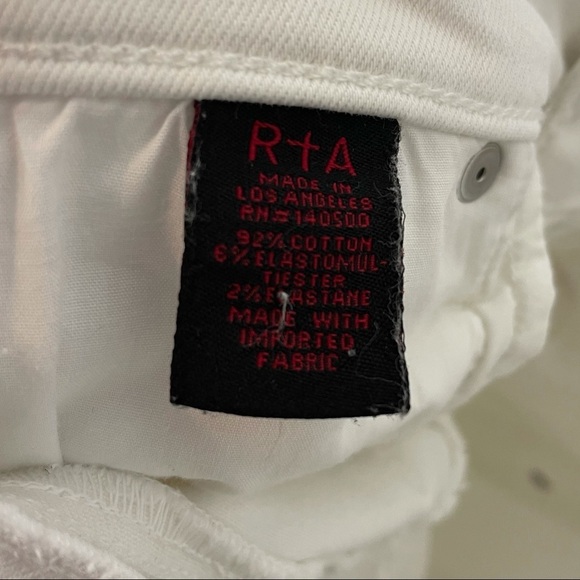 R†A
MADE IN
LOS ANGELES
RN#140500
92% COTTON
6% ELASTOMUL-
TIESTER
2% ELASTANE
MADE WITH
IMPORTED
FABRIC